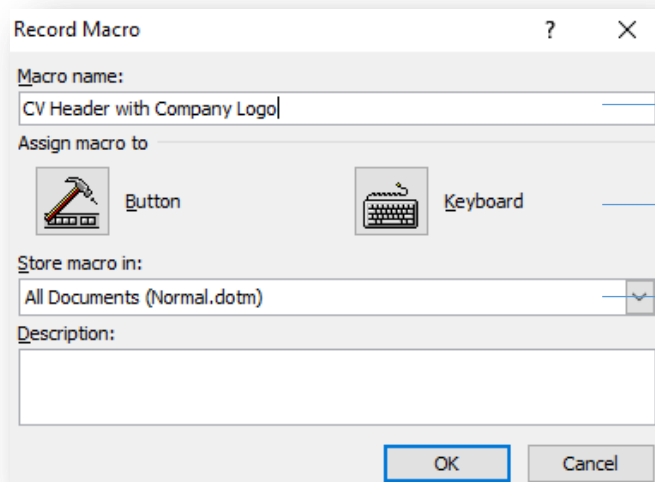 Record Macro ? ✕
Macro name:
CV Header with Company Logo
Assign macro to
Button Keyboard
Store macro in:
All Documents (Normal.dotm)
Description:
OK Cancel